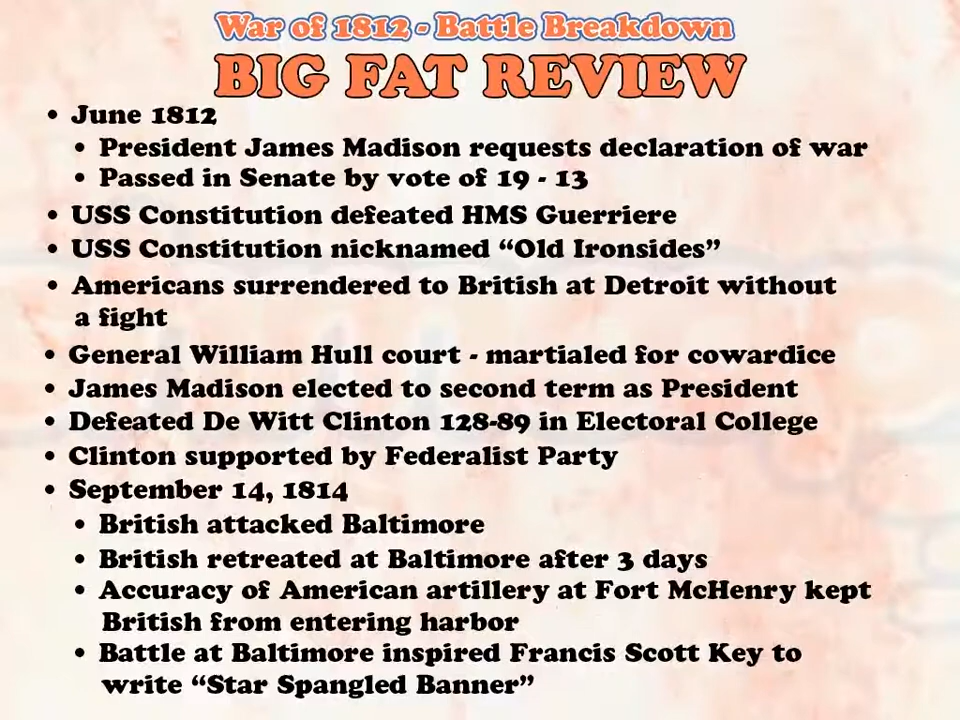 War of 1812 - Battle Breakdown
BIG FAT REVIEW
• June 1812
• President James Madison requests declaration of war
• Passed in Senate by vote of 19 - 13
• USS Constitution defeated HMS Guerriere
• USS Constitution nicknamed “Old Ironsides”
• Americans surrendered to British at Detroit without
a fight
• General William Hull court - martialed for cowardice
• James Madison elected to second term as President
• Defeated De Witt Clinton 128-89 in Electoral College
• Clinton supported by Federalist Party
• September 14, 1814
• British attacked Baltimore
• British retreated at Baltimore after 3 days
• Accuracy of American artillery at Fort McHenry kept
British from entering harbor
• Battle at Baltimore inspired Francis Scott Key to
write “Star Spangled Banner”